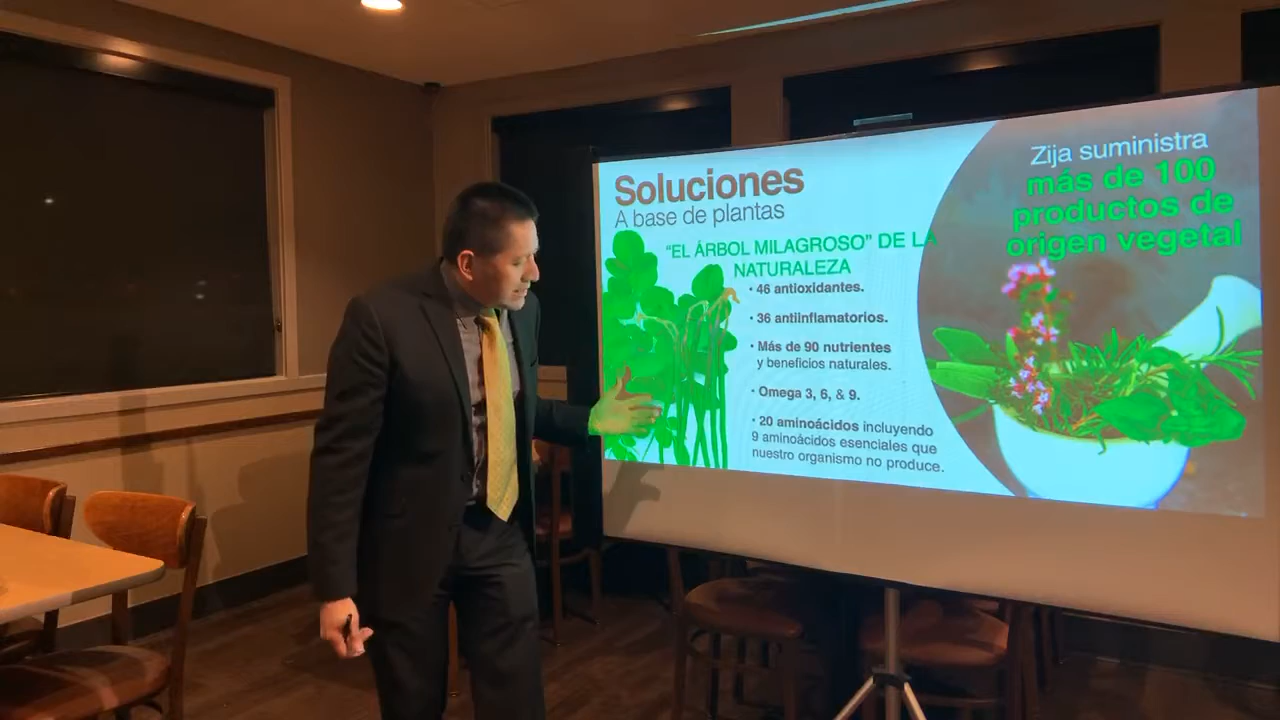 Soluciones
A base de plantas
“EL ÁRBOL MILAGROSO” DE LA
NATURALEZA
• 46 antioxidantes.
• 36 antiinflamatorios.
• Más de 90 nutrientes
y beneficios naturales.
• Omega 3, 6, & 9.
• 20 aminoácidos incluyendo
9 aminoácidos esenciales que
nuestro organismo no produce.
Zija suministra
más de 100
productos de
origen vegetal